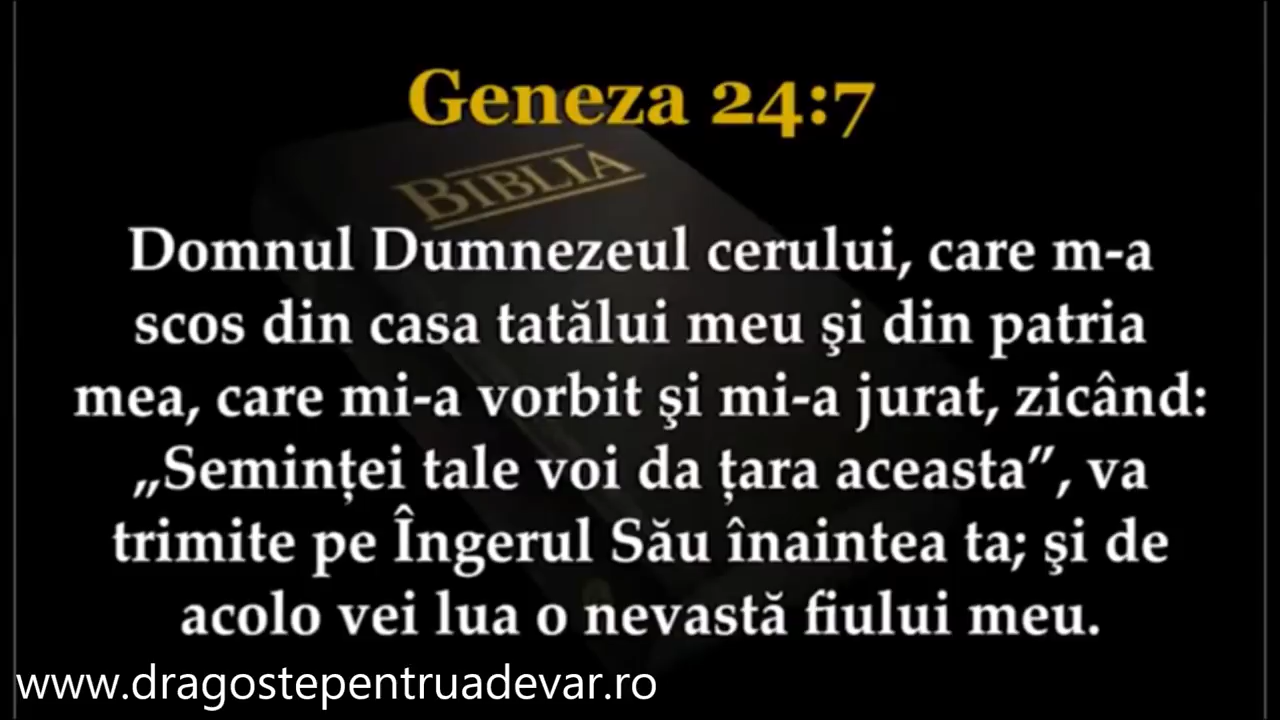 Geneza 24:7
BIBLIA
Domnul Dumnezeul cerului, care m-a
scos din casa tatălui meu şi din patria
mea, care mi-a vorbit şi mi-a jurat, zicând:
„Seminţei tale voi da ţara aceasta”, va
trimite pe Îngerul Său înaintea ta; şi de
acolo vei lua o nevastă fiului meu.
www.dragostepentruadevar.ro